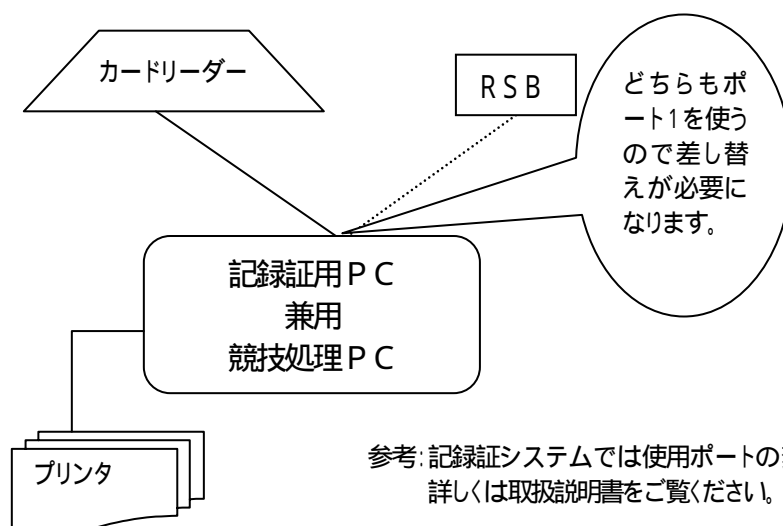 カードリーダー
RSB
どちらもポ
ート1を使う
ので差し替
えが必要に
なります。
記録証用PC
兼用
競技処理PC
プリンタ
参考:記録証システムでは使用ポートの
詳しくは取扱説明書をご覧ください。